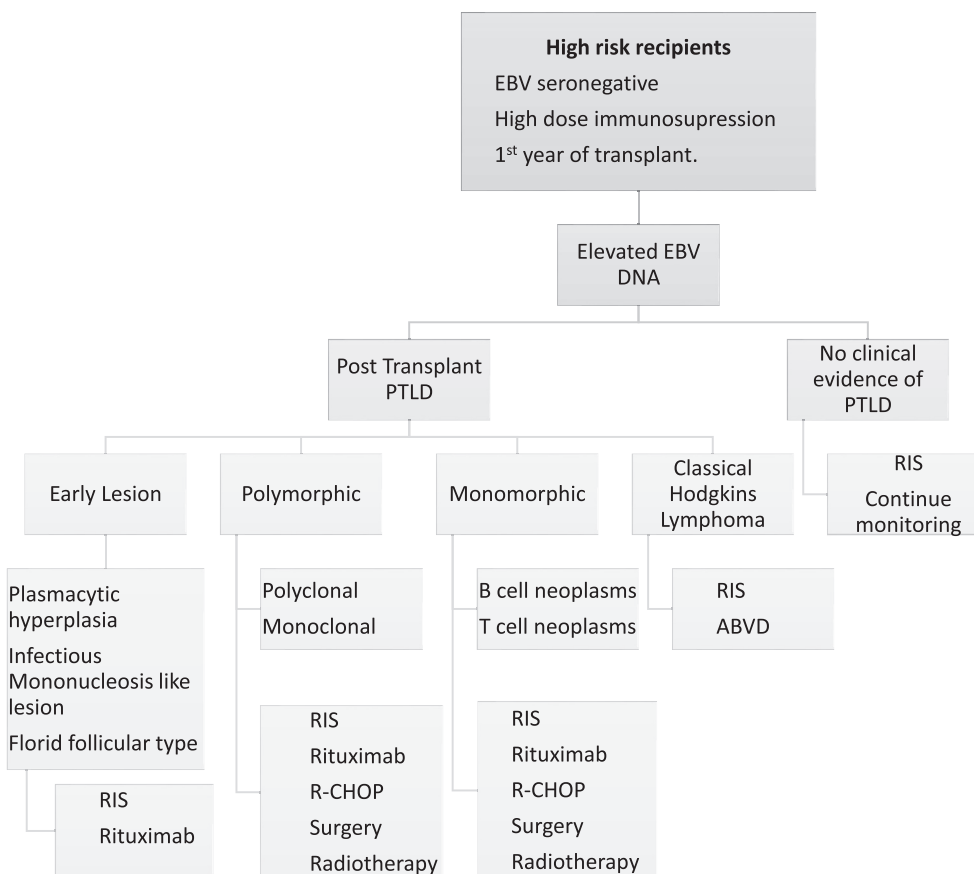 High risk recipients
EBV seronegative
High dose immunosupression
1st year of transplant.
Elevated EBV
DNA
Post Transplant
PTLD
No clinical
evidence of
PTLD
Early Lesion
Polymorphic
Monomorphic
Classical
Hodgkins
Lymphoma
RIS
Continue
monitoring
Plasmacytic
hyperplasia
Infectious
Mononucleosis like
lesion
Florid follicular type
Polyclonal
Monoclonal
B cell neoplasms
T cell neoplasms
RIS
ABVD
RIS
Rituximab
RIS
Rituximab
R-CHOP
Surgery
Radiotherapy
RIS
Rituximab
R-CHOP
Surgery
Radiotherapy